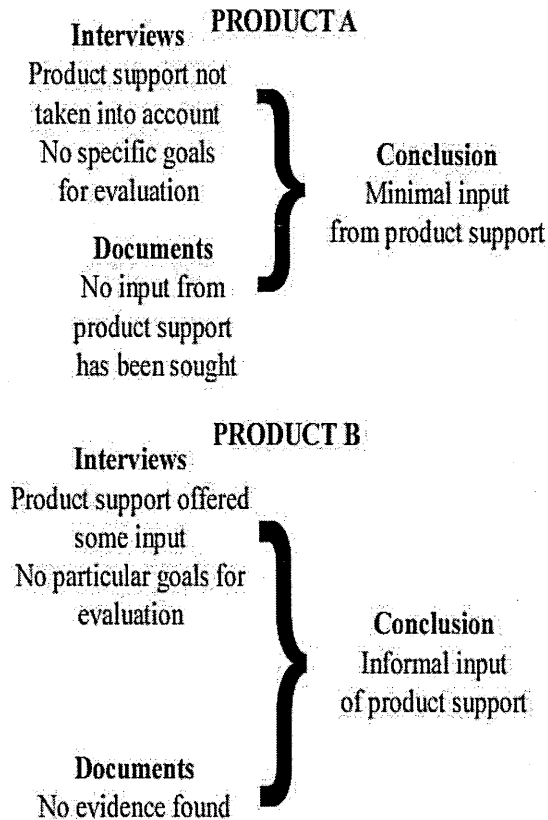 PRODUCT A
Interviews
Product support not
taken into account
No specific goals
for evaluation
Documents
No input from
product support
has been sought
Conclusion
Minimal input
from product support
PRODUCT B
Interviews
Product support offered
some input
No particular goals for
evaluation
Documents
No evidence found
Conclusion
Informal input
of product support